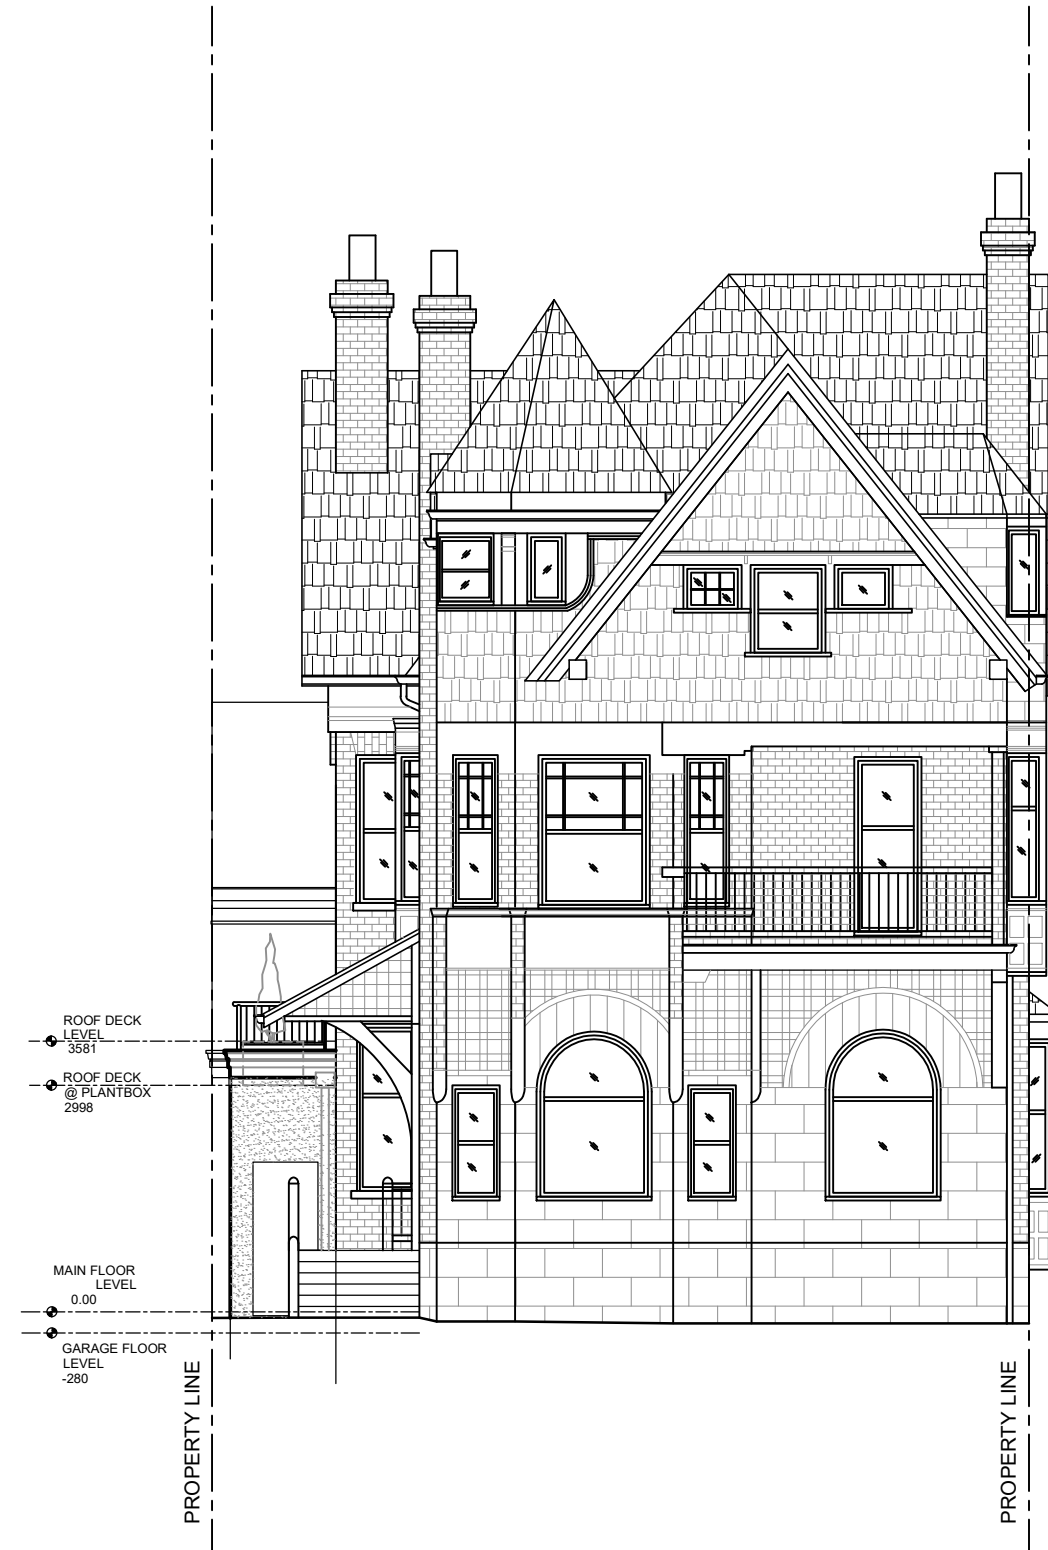 ROOF DECK
LEVEL
3581
ROOF DECK
@ PLANTBOX
2998
MAIN FLOOR
LEVEL
0.00
GARAGE FLOOR
LEVEL
-280
PROPERTY LINE
PROPERTY LINE